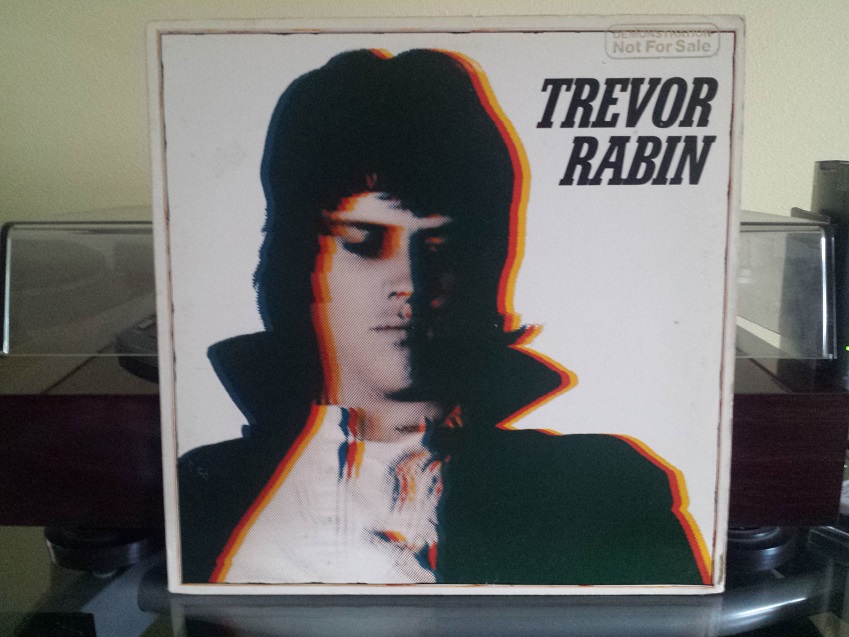 DEMONSTRATION
Not For Sale
TREVOR
RABIN